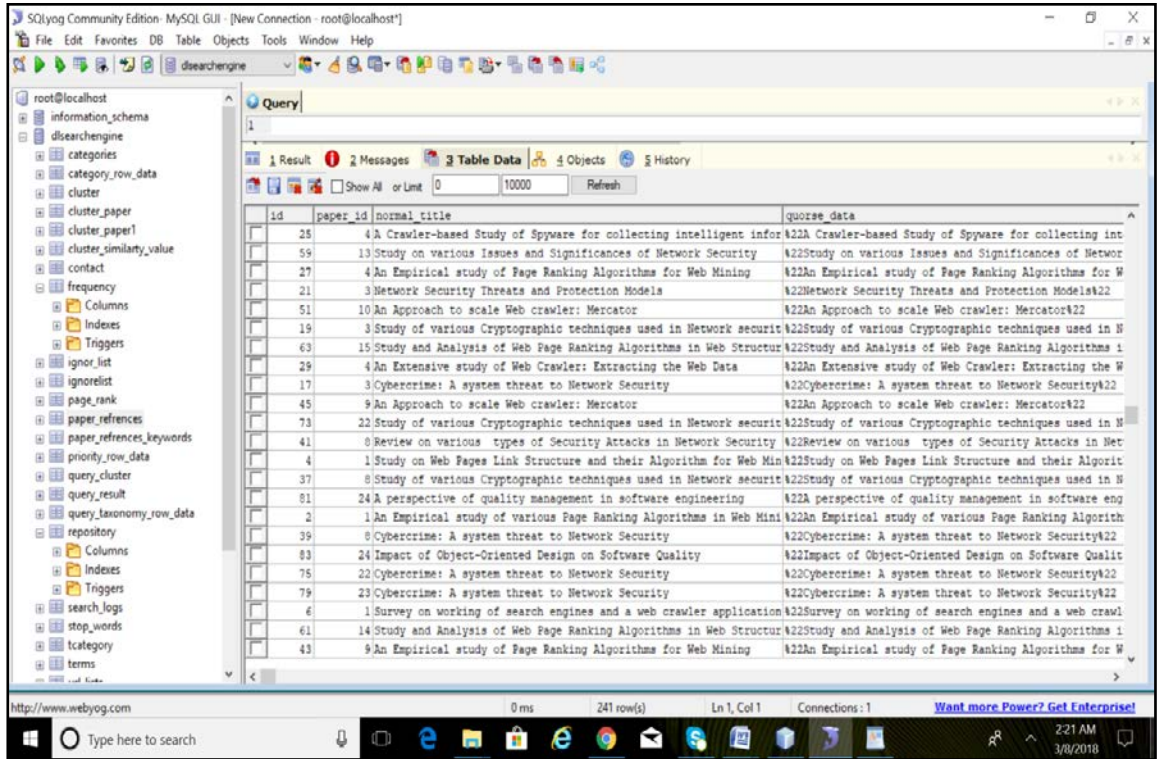 SQLyog Community Edition- MySQL GUI - [New Connection - root@localhost*]
File Edit Favorites DB Table Objects Tools Window Help
dlsearchengine
root@localhost
information_schema
dlsearchengine
categories
category_row_data
cluster
cluster_paper
cluster_paper1
cluster_similarty_value
contact
frequency
Columns
Indexes
Triggers
ignor_list
ignorelist
page_rank
paper_refrences
paper_refrences_keywords
priority_row_data
query_cluster
query_result
query_taxonomy_row_data
repository
Columns
Indexes
Triggers
search_logs
stop_words
tcategory
terms
Query
1
1 Result 2 Messages 3 Table Data 4 Objects 5 History
Show All or Limit 0 10000 Refresh
id paper_id normal_title quorse_data
25 4 A Crawler-based Study of Spyware for collecting intelligent infor %22A Crawler-based Study of Spyware for collecting int
59 13 Study on various Issues and Significances of Network Security %22Study on various Issues and Significances of Networ
27 4 An Empirical study of Page Ranking Algorithms for Web Mining %22An Empirical study of Page Ranking Algorithms for W
21 3 Network Security Threats and Protection Models %22Network Security Threats and Protection Models%22
51 10 An Approach to scale Web crawler: Mercator %22An Approach to scale Web crawler: Mercator%22
19 3 Study of various Cryptographic techniques used in Network securit %22Study of various Cryptographic techniques used in N
63 15 Study and Analysis of Web Page Ranking Algorithms in Web Structur %22Study and Analysis of Web Page Ranking Algorithms i
29 4 An Extensive study of Web Crawler: Extracting the Web Data %22An Extensive study of Web Crawler: Extracting the W
17 3 Cybercrime: A system threat to Network Security %22Cybercrime: A system threat to Network Security%22
45 9 An Approach to scale Web crawler: Mercator %22An Approach to scale Web crawler: Mercator%22
73 22 Study of various Cryptographic techniques used in Network securit %22Study of various Cryptographic techniques used in N
41 8 Review on various types of Security Attacks in Network Security %22Review on various types of Security Attacks in Net
4 1 Study on Web Pages Link Structure and their Algorithm for Web Min %22Study on Web Pages Link Structure and their Algorit
37 8 Study of various Cryptographic techniques used in Network securit %22Study of various Cryptographic techniques used in N
81 24 A perspective of quality management in software engineering %22A perspective of quality management in software eng
2 1 An Empirical study of various Page Ranking Algorithms in Web Mini %22An Empirical study of various Page Ranking Algorith
39 8 Cybercrime: A system threat to Network Security %22Cybercrime: A system threat to Network Security%22
83 24 Impact of Object-Oriented Design on Software Quality %22Impact of Object-Oriented Design on Software Qualit
75 22 Cybercrime: A system threat to Network Security %22Cybercrime: A system threat to Network Security%22
79 23 Cybercrime: A system threat to Network Security %22Cybercrime: A system threat to Network Security%22
6 1 Survey on working of search engines and a web crawler application %22Survey on working of search engines and a web crawl
61 14 Study and Analysis of Web Page Ranking Algorithms in Web Structur %22Study and Analysis of Web Page Ranking Algorithms i
43 9 An Empirical study of Page Ranking Algorithms for Web Mining %22An Empirical study of Page Ranking Algorithms for W
http://www.webyog.com 0 ms 241 row(s) Ln 1, Col 1 Connections : 1 Want more Power? Get Enterprise!
Type here to search 2:21 AM
3/8/2018